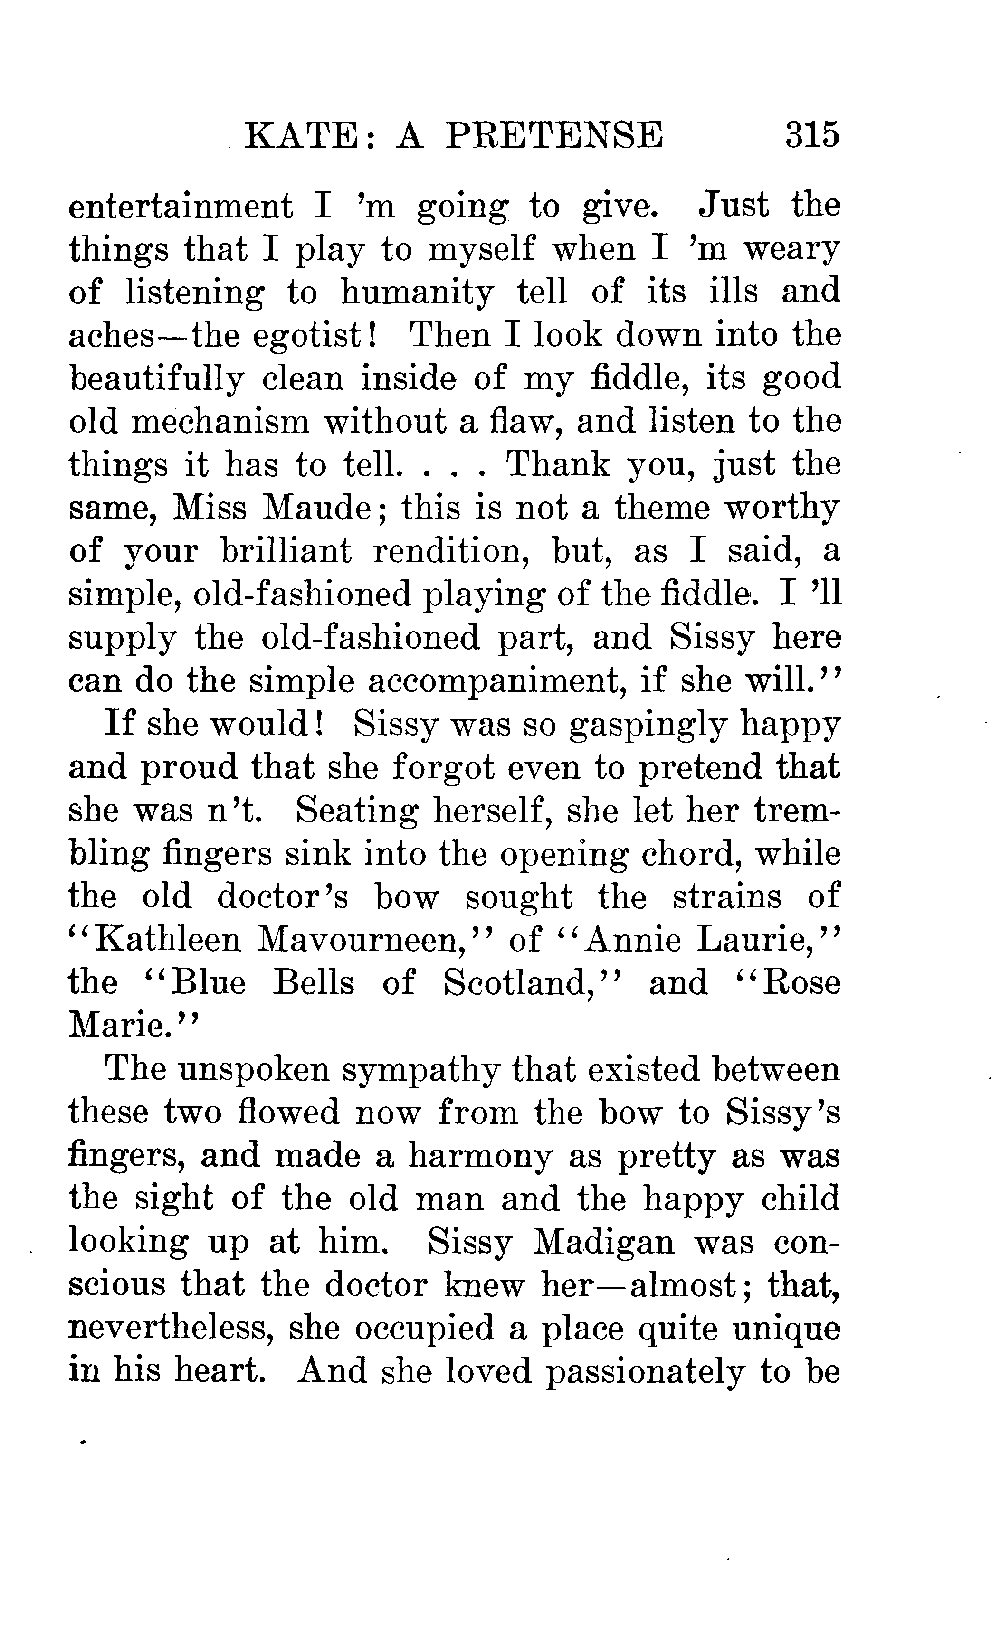 KATE: A PRETENSE 315
entertainment I 'm going to give. Just the
things that I play to myself when I 'm weary
of listening to humanity tell of its ills and
aches—the egotist! Then I look down into the
beautifully clean inside of my fiddle, its good
old mechanism without a flaw, and listen to the
things it has to tell. . . . Thank you, just the
same, Miss Maude; this is not a theme worthy
of your brilliant rendition, but, as I said, a
simple, old-fashioned playing of the fiddle. I 'll
supply the old-fashioned part, and Sissy here
can do the simple accompaniment, if she will.''
If she would! Sissy was so gaspingly happy
and proud that she forgot even to pretend that
she was n't. Seating herself, she let her trem-
bling fingers sink into the opening chord, while
the old doctor's bow sought the strains of
“Kathleen Mavourneen,” of “Annie Laurie,”
the “Blue Bells of Scotland,” and “Rose
Marie.”
The unspoken sympathy that existed between
these two flowed now from the bow to Sissy's
fingers, and made a harmony as pretty as was
the sight of the old man and the happy child
looking up at him. Sissy Madigan was con-
scious that the doctor knew her—almost; that,
nevertheless, she occupied a place quite unique
in his heart. And she loved passionately to be